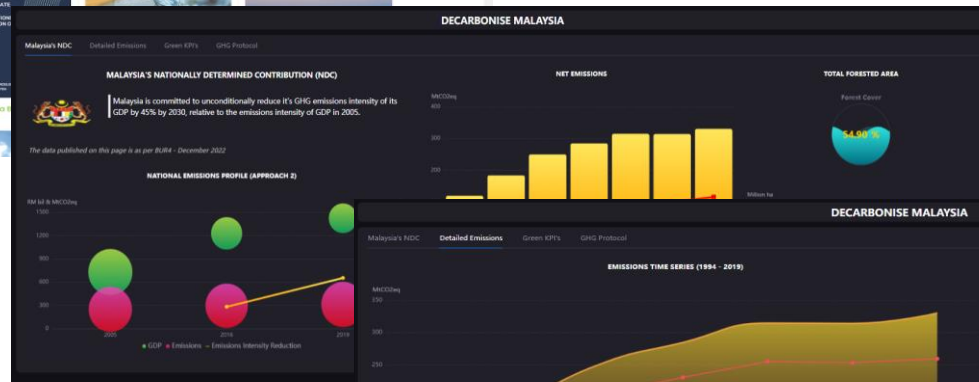 DECARBONISE MALAYSIA
Malaysia's NDC Detailed Emissions Green KPI's GHG Protocol
MALAYSIA'S NATIONALLY DETERMINED CONTRIBUTION (NDC)
Malaysia is committed to unconditionally reduce it's GHG emissions intensity of its
GDP by 45% by 2030, relative to the emissions intensity of GDP in 2005.
The data published on this page is as per BUR4 - December 2022
NATIONAL EMISSIONS PROFILE (APPROACH 2)
RM bil & MtCO2eq
1500
1200
900
600
300
0
2005 2016 2019
GDP Emissions Emissions Intensity Reduction
NET EMISSIONS
MtCO2eq
400
300
200
Million ha
TOTAL FORESTED AREA
Forest Cover
54.90 %
DECARBONISE MALAYSIA
Malaysia's NDC Detailed Emissions Green KPI's GHG Protocol
EMISSIONS TIME SERIES (1994 - 2019)
MtCO2eq
350
300
250